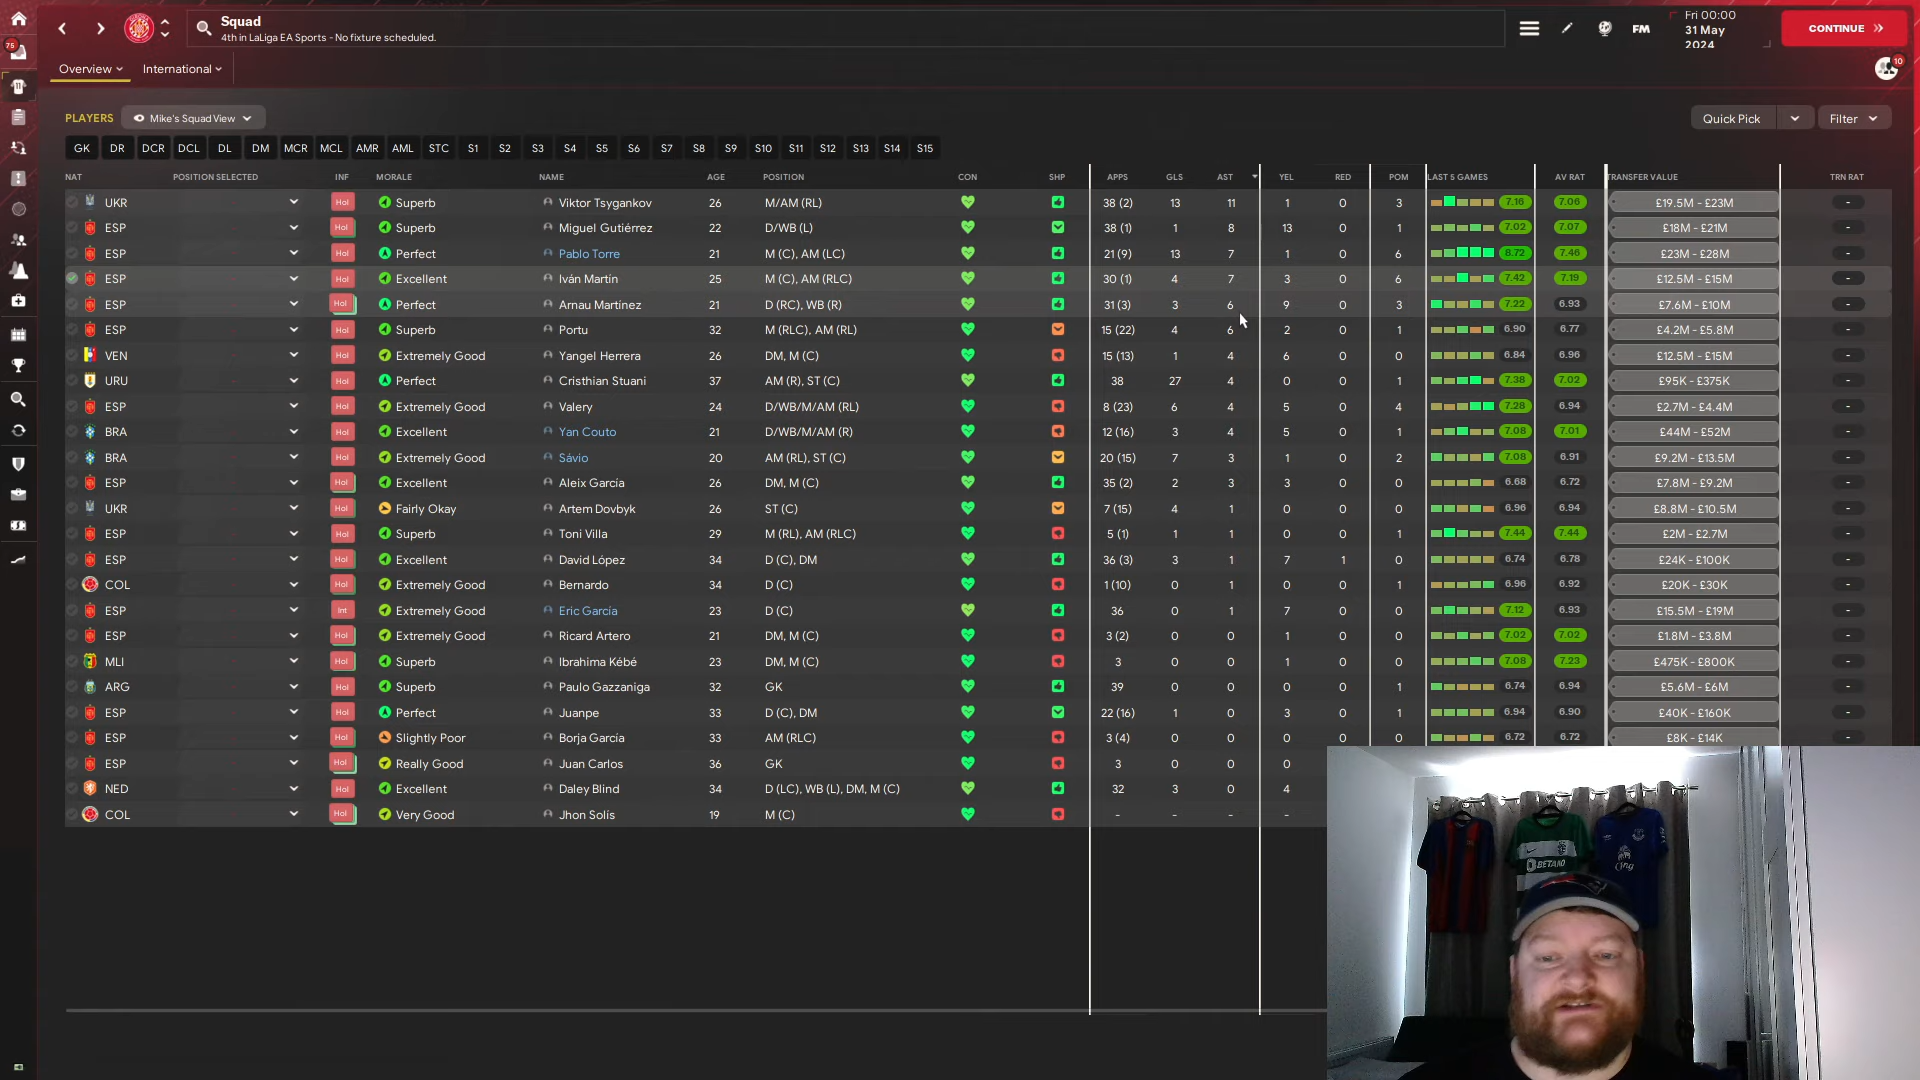 75
Squad
4th in LaLiga EA Sports - No fixture scheduled.
FM
Fri 00:00
31 May
2024
CONTINUE
Overview
International
10
PLAYERS
Mike's Squad View
Quick Pick
Filter
GK DR DCR DCL DL DM MCR MCL AMR AML STC S1 S2 S3 S4 S5 S6 S7 S8 S9 S10 S11 S12 S13 S14 S15
NAT POSITION SELECTED INF MORALE NAME AGE POSITION CON SHP APPS GLS AST YEL RED POM LAST 5 GAMES AV RAT TRANSFER VALUE TRN RAT
UKR - Hol Superb Viktor Tsygankov 26 M/AM (RL) 38 (2) 13 11 1 0 3 7.16 7.06 £19.5M - £23M -
ESP - Hol Superb Miguel Gutiérrez 22 D/WB (L) 38 (1) 1 8 13 0 1 7.02 7.07 £18M - £21M -
ESP - Hol Perfect Pablo Torre 21 M (C), AM (LC) 21 (9) 13 7 1 0 6 8.72 7.46 £23M - £28M -
ESP - Hol Excellent Iván Martín 25 M (C), AM (RLC) 30 (1) 4 7 3 0 6 7.42 7.19 £12.5M - £15M -
ESP - Hol Perfect Arnau Martínez 21 D (RC), WB (R) 31 (3) 3 6 9 0 3 7.22 6.93 £7.6M - £10M -
ESP - Hol Superb Portu 32 M (RLC), AM (RL) 15 (22) 4 6 2 0 1 6.90 6.77 £4.2M - £5.8M -
VEN - Hol Extremely Good Yangel Herrera 26 DM, M (C) 15 (13) 1 4 6 0 0 6.84 6.96 £12.5M - £15M -
URU - Hol Perfect Cristhian Stuani 37 AM (R), ST (C) 38 27 4 0 0 1 7.38 7.02 £95K - £375K -
ESP - Hol Extremely Good Valery 24 D/WB/M/AM (RL) 8 (23) 6 4 5 0 4 7.28 6.94 £2.7M - £4.4M -
BRA - Hol Excellent Yan Couto 21 D/WB/M/AM (R) 12 (16) 3 4 5 0 1 7.08 7.01 £44M - £52M -
BRA - Hol Extremely Good Sávio 20 AM (RL), ST (C) 20 (15) 7 3 1 0 2 7.08 6.91 £9.2M - £13.5M -
ESP - Hol Excellent Aleix García 26 DM, M (C) 35 (2) 2 3 3 0 0 6.68 6.72 £7.8M - £9.2M -
UKR - Hol Fairly Okay Artem Dovbyk 26 ST (C) 7 (15) 4 1 0 0 0 6.96 6.94 £8.8M - £10.5M -
ESP - Hol Superb Toni Villa 29 M (RL), AM (RLC) 5 (1) 1 1 0 0 1 7.44 7.44 £2M - £2.7M -
ESP - Hol Excellent David López 34 D (C), DM 36 (3) 3 1 7 1 0 6.74 6.78 £24K - £100K -
COL - Hol Extremely Good Bernardo 34 D (C) 1 (10) 0 1 0 0 1 6.96 6.92 £20K - £30K -
ESP - Int Extremely Good Eric García 23 D (C) 36 0 1 7 0 0 7.12 6.93 £15.5M - £19M -
ESP - Hol Extremely Good Ricard Artero 21 DM, M (C) 3 (2) 0 0 1 0 0 7.02 7.02 £1.8M - £3.8M -
MLI - Hol Superb Ibrahima Kébé 23 DM, M (C) 3 0 0 1 0 0 7.08 7.23 £475K - £800K -
ARG - Hol Superb Paulo Gazzaniga 32 GK 39 0 0 0 0 1 6.74 6.94 £5.6M - £6M -
ESP - Hol Perfect Juanpe 33 D (C), DM 22 (16) 1 0 3 0 1 6.94 6.90 £40K - £160K -
ESP - Hol Slightly Poor Borja García 33 AM (RLC) 3 (4) 0 0 0 0 0 6.72 6.72 £8K - £14K
ESP - Hol Really Good Juan Carlos 36 GK 3 0 0 0
NED - Hol Excellent Daley Blind 34 D (LC), WB (L), DM, M (C) 32 3 0 4
COL - Hol Very Good Jhon Solís 19 M (C) - - - -
BETANO